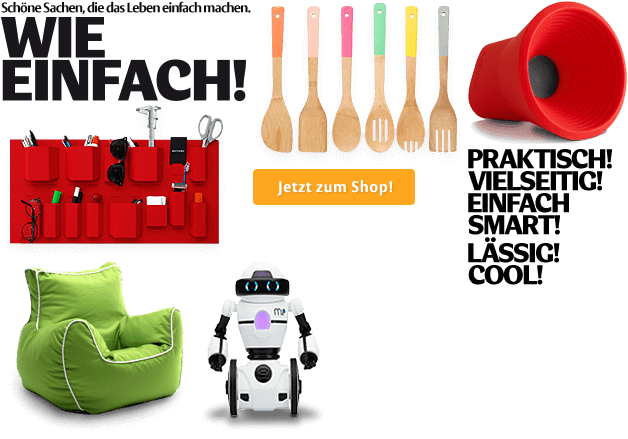 Schöne Sachen, die das Leben einfach machen.
WIE
EINFACH!
Jetzt zum Shop!
PRAKTISCH!
VIELSEITIG!
EINFACH
SMART!
LÄSSIG!
COOL!